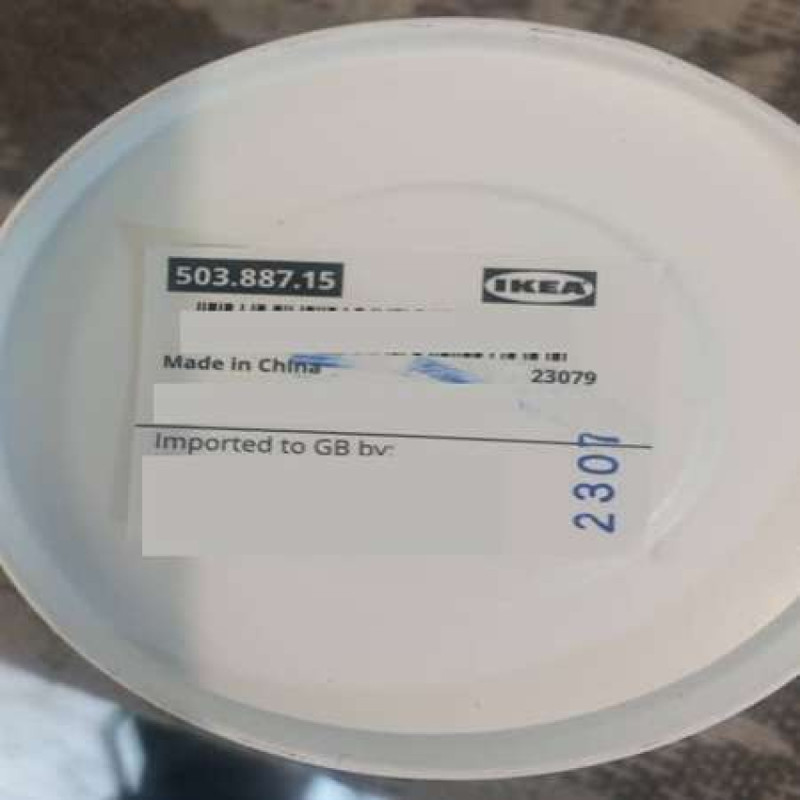 503.887.15
IKEA
Made in China
23079
Imported to GB by:
2307